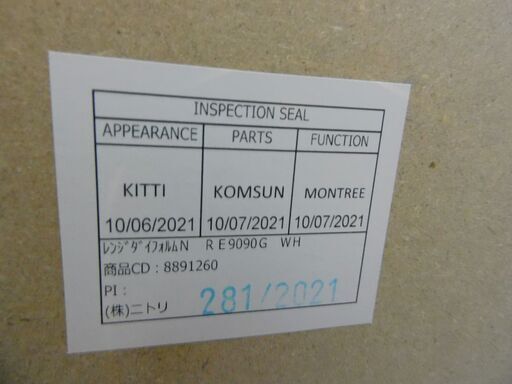 INSPECTION SEAL
APPEARANCE PARTS FUNCTION
KITTI KOMSUN MONTREE
10/06/2021 10/07/2021 10/07/2021
ﾚﾝｼﾞﾀﾞｲﾌｫﾙﾑN RE9090G WH
商品CD：8891260
PI： 281/2021
(株)ニトリ